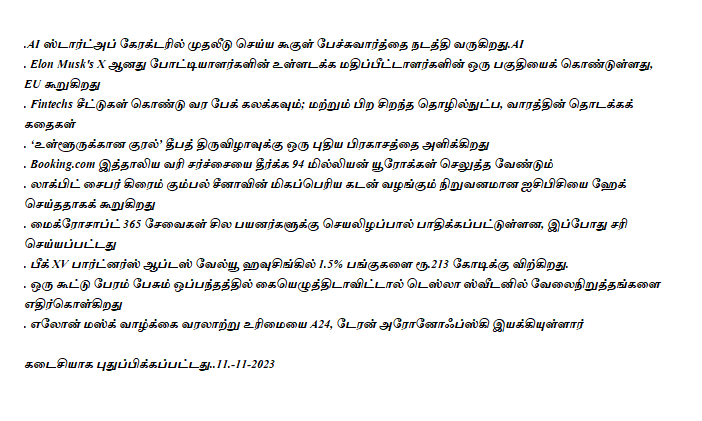 .AI ஸ்டார்ட்அப் கேரக்டரில் முதலீடு செய்ய கூகுள் பேச்சுவார்த்தை நடத்தி வருகிறது.AI
. Elon Musk's X ஆனது போட்டியாளர்களின் உள்ளடக்க மதிப்பீட்டாளர்களின் ஒரு பகுதியைக் கொண்டுள்ளது,
EU கூறுகிறது
. Fintechs சீட்டுகள் கொண்டு வர பேக் கலக்கவும்; மற்றும் பிற சிறந்த தொழில்நுட்ப, வாரத்தின் தொடக்கக்
கதைகள்
. ‘உள்ளூருக்கான குரல்’ தீபத் திருவிழாவுக்கு ஒரு புதிய பிரகாசத்தை அளிக்கிறது
. Booking.com இத்தாலிய வரி சர்ச்சையை தீர்க்க 94 மில்லியன் யூரோக்கள் செலுத்த வேண்டும்
. லாக்பிட் சைபர் கிரைம் கும்பல் சீனாவின் மிகப்பெரிய கடன் வழங்கும் நிறுவனமான ஐசிபிசியை ஹேக்
செய்ததாகக் கூறுகிறது
. மைக்ரோசாப்ட் 365 சேவைகள் சில பயனர்களுக்கு செயலிழப்பால் பாதிக்கப்பட்டுள்ளன, இப்போது சரி
செய்யப்பட்டது
. பீக் XV பார்ட்னர்ஸ் ஆப்டஸ் வேல்யூ ஹவுசிங்கில் 1.5% பங்குகளை ரூ.213 கோடிக்கு விற்கிறது.
. ஒரு கூட்டு பேரம் பேசும் ஒப்பந்தத்தில் கையெழுத்திடாவிட்டால் டெஸ்லா ஸ்வீடனில் வேலைநிறுத்தங்களை
எதிர்கொள்கிறது
. எலோன் மஸ்க் வாழ்க்கை வரலாற்று உரிமையை A24, டேரன் அரோனோஃப்ஸ்கி இயக்கியுள்ளார்
கடைசியாக புதுப்பிக்கப்பட்டது..11.-11-2023